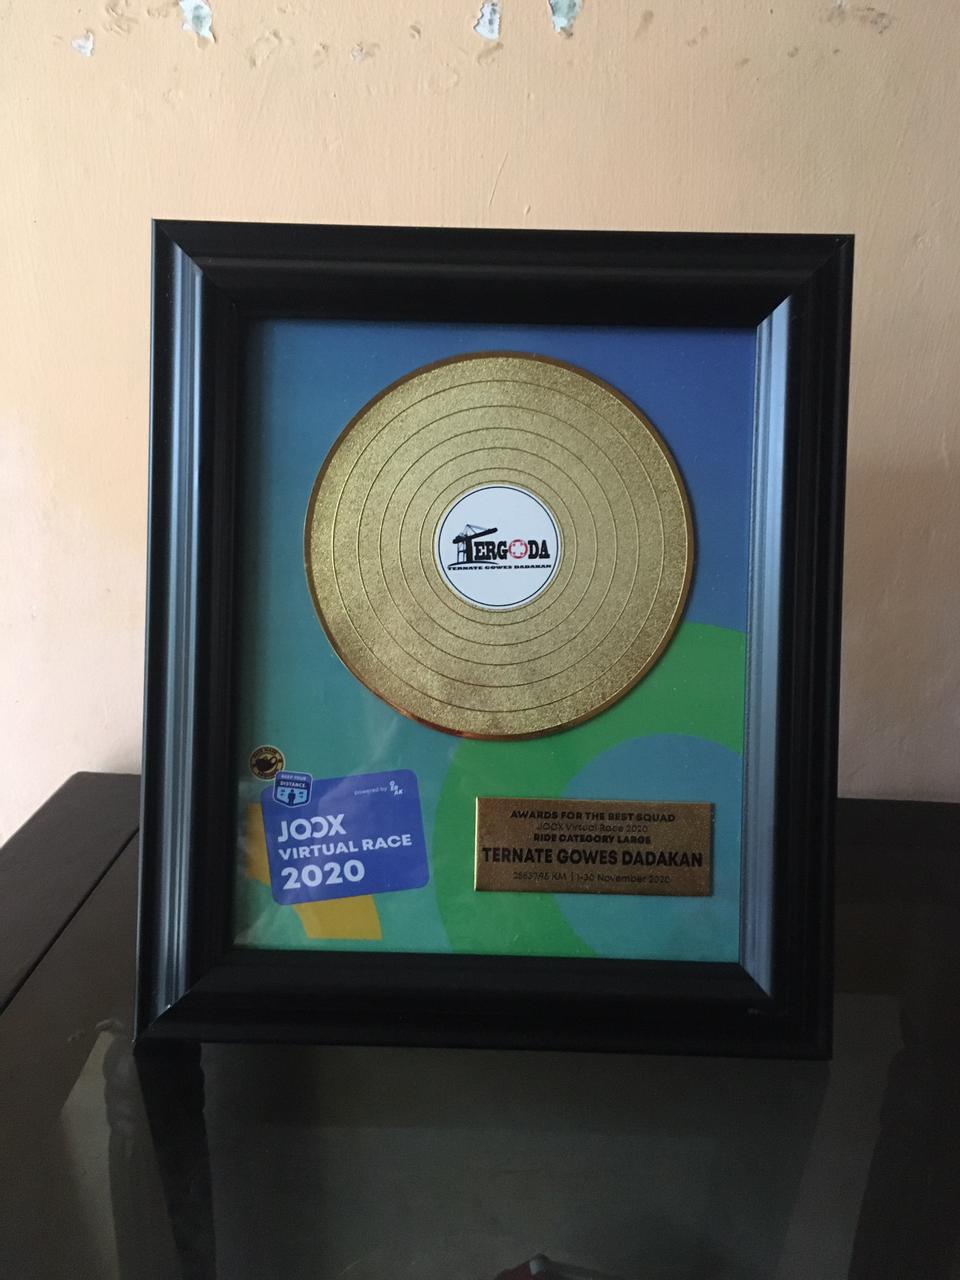 TERGODA
TERNATE GOWES DADAKAN
KEEP YOUR
DISTANCE
powered by
JOOX
VIRTUAL RACE
2020
AWARDS FOR THE BEST SQUAD
JOOX Virtual Race 2020
RIDE CATEGORY LARGE
TERNATE GOWES DADAKAN
KM | 1-30 November 2020